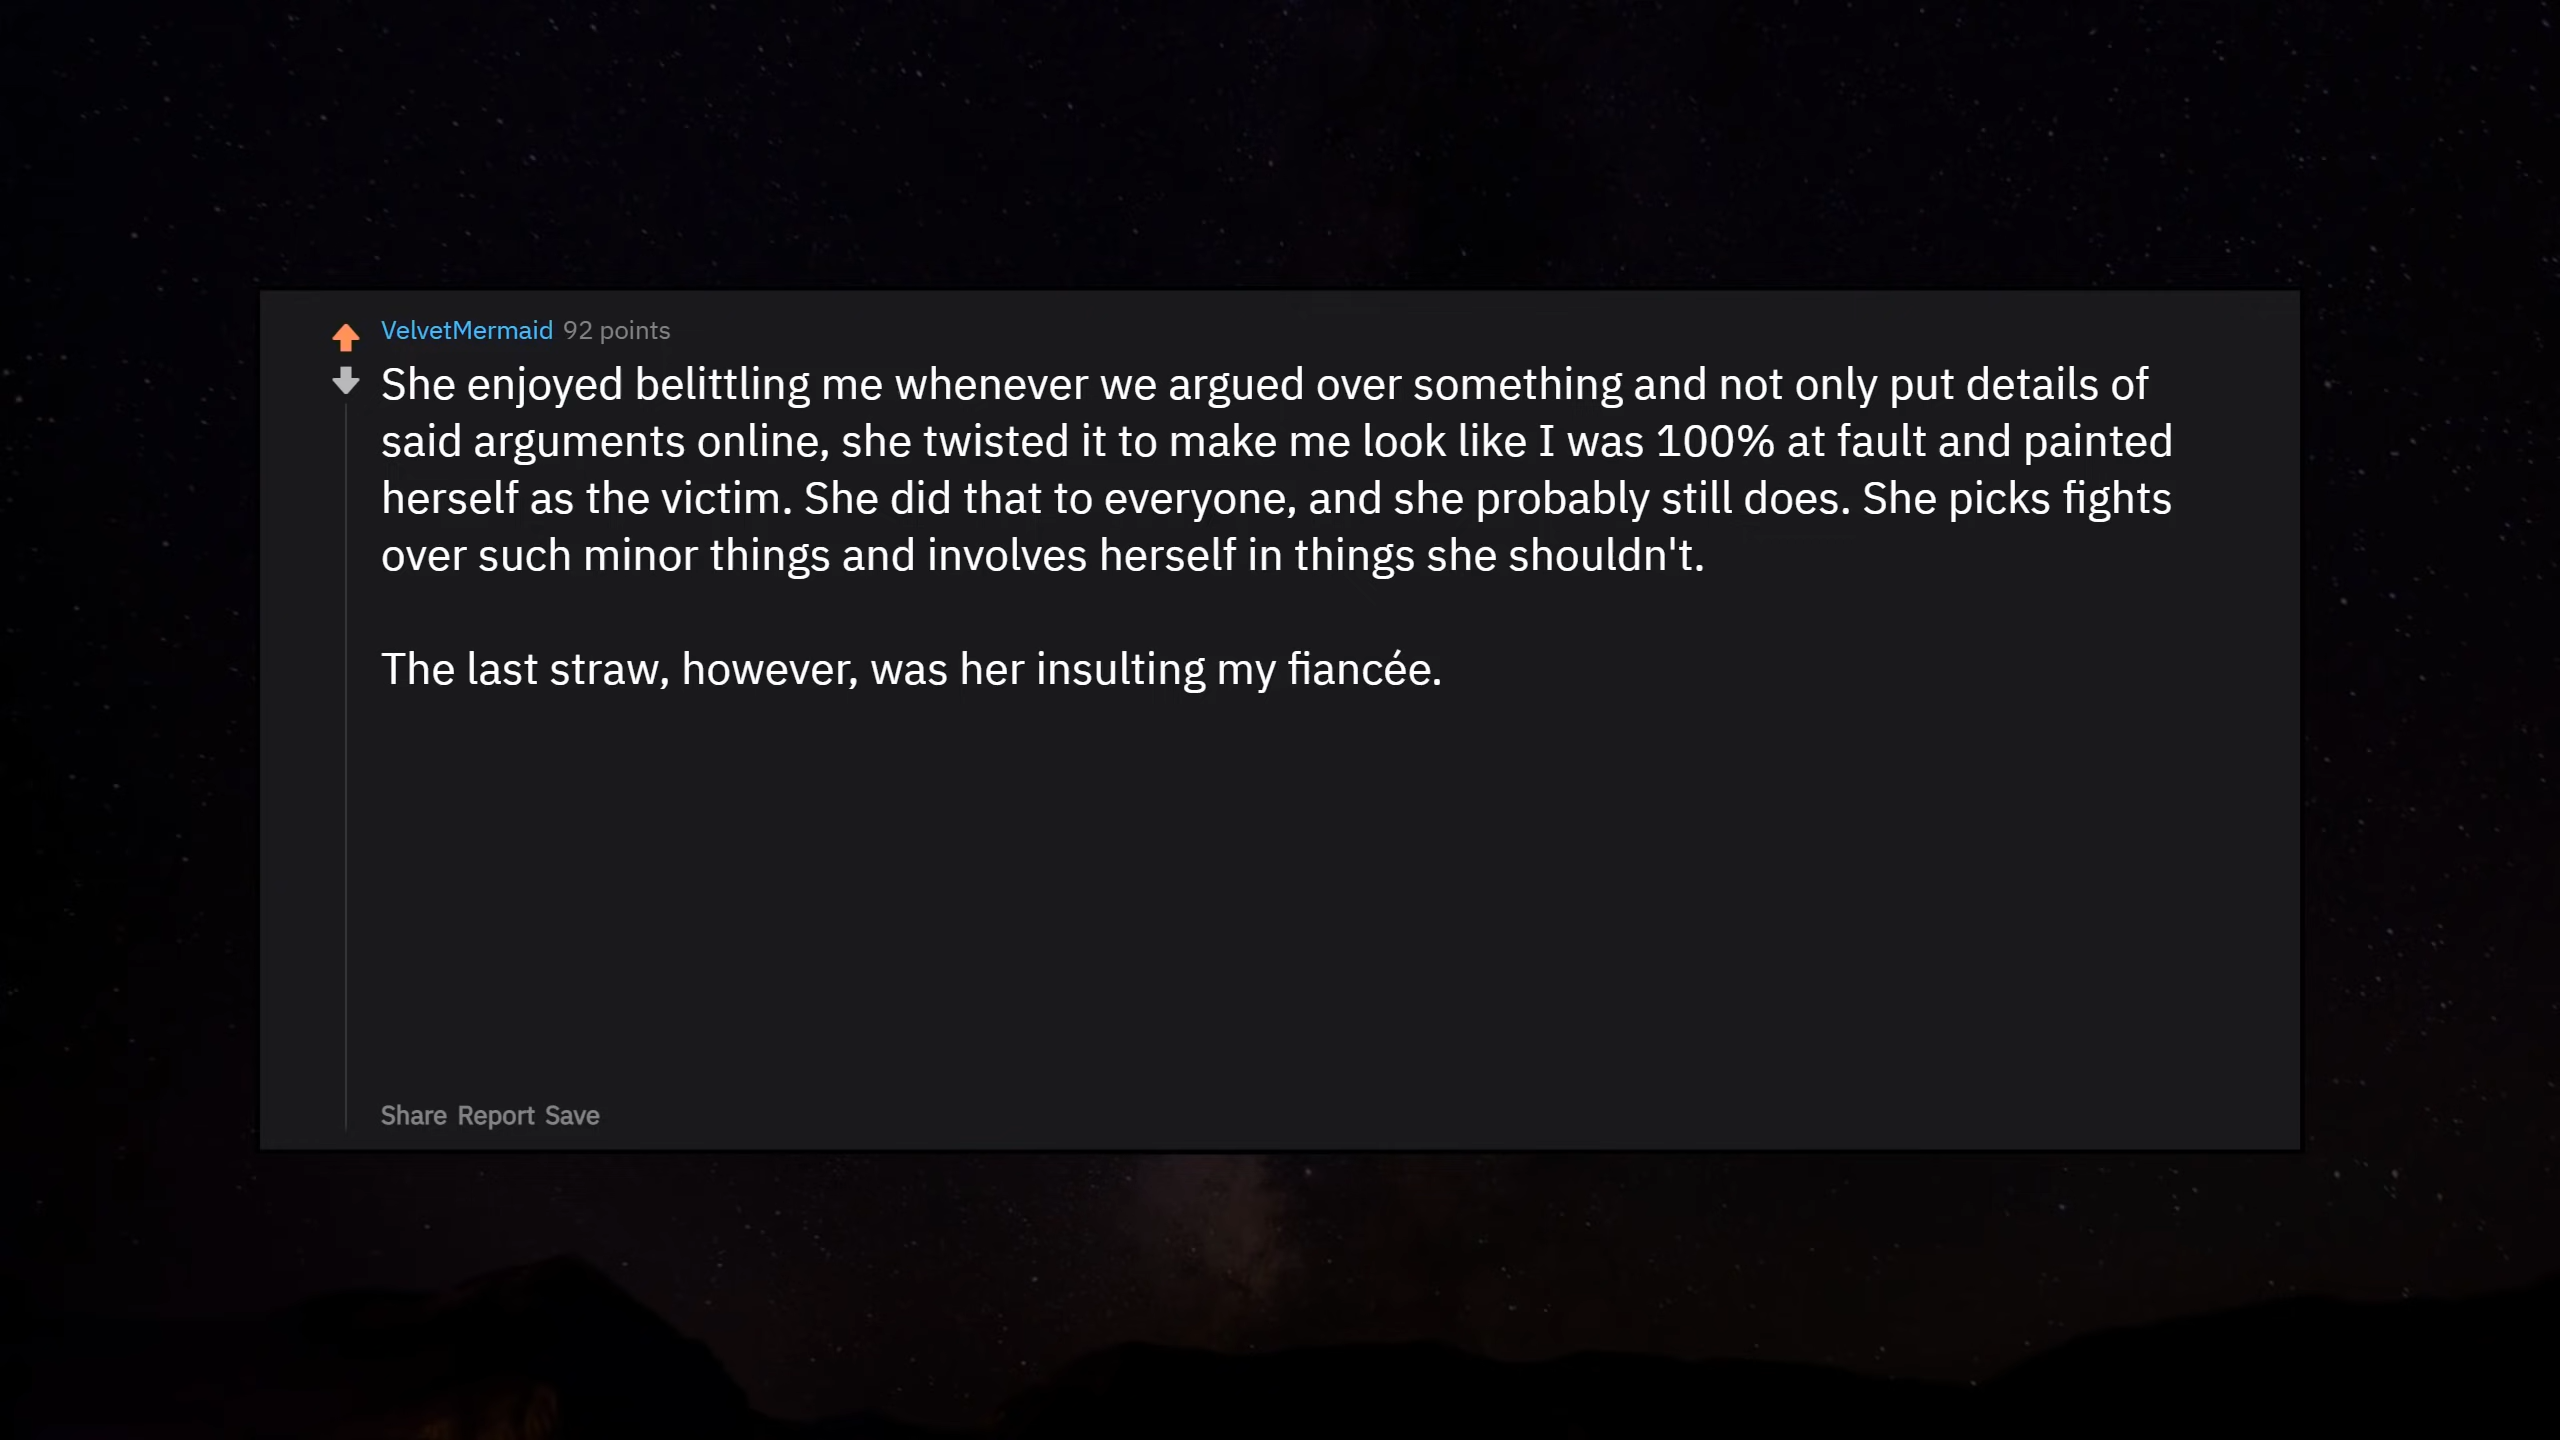 VelvetMermaid 92 points
She enjoyed belittling me whenever we argued over something and not only put details of
said arguments online, she twisted it to make me look like I was 100% at fault and painted
herself as the victim. She did that to everyone, and she probably still does. She picks fights
over such minor things and involves herself in things she shouldn't.
The last straw, however, was her insulting my fiancée.
Share Report Save